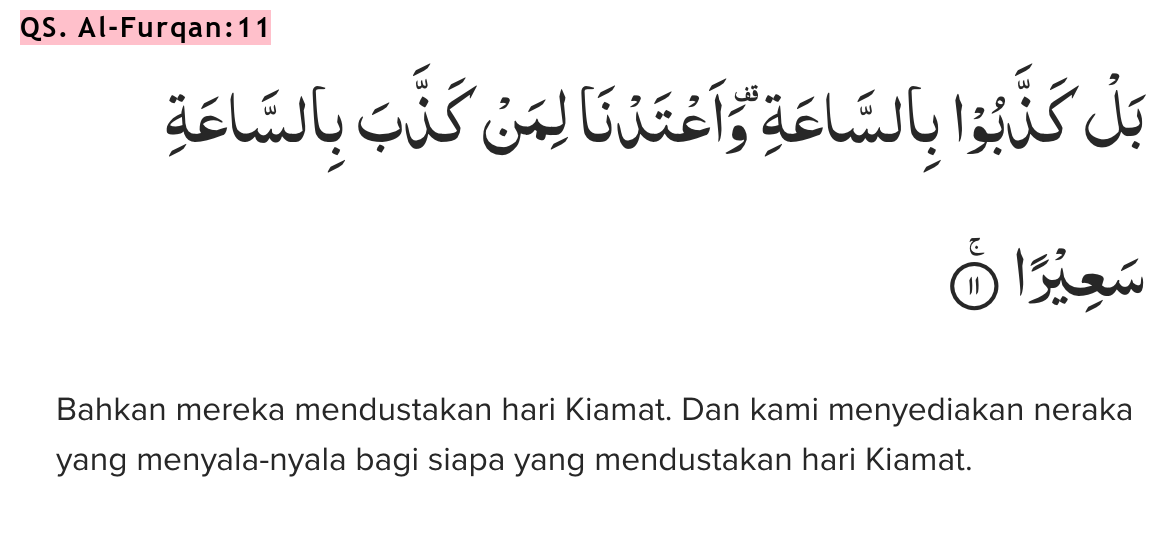 QS. Al-Furqan:11
بَلْ كَذَّبُوْا بِالسَّاعَةِۗ وَاَعْتَدْنَا لِمَنْ كَذَّبَ بِالسَّاعَةِ
سَعِيْرًا ۚ ١١
Bahkan mereka mendustakan hari Kiamat. Dan kami menyediakan neraka
yang menyala-nyala bagi siapa yang mendustakan hari Kiamat.